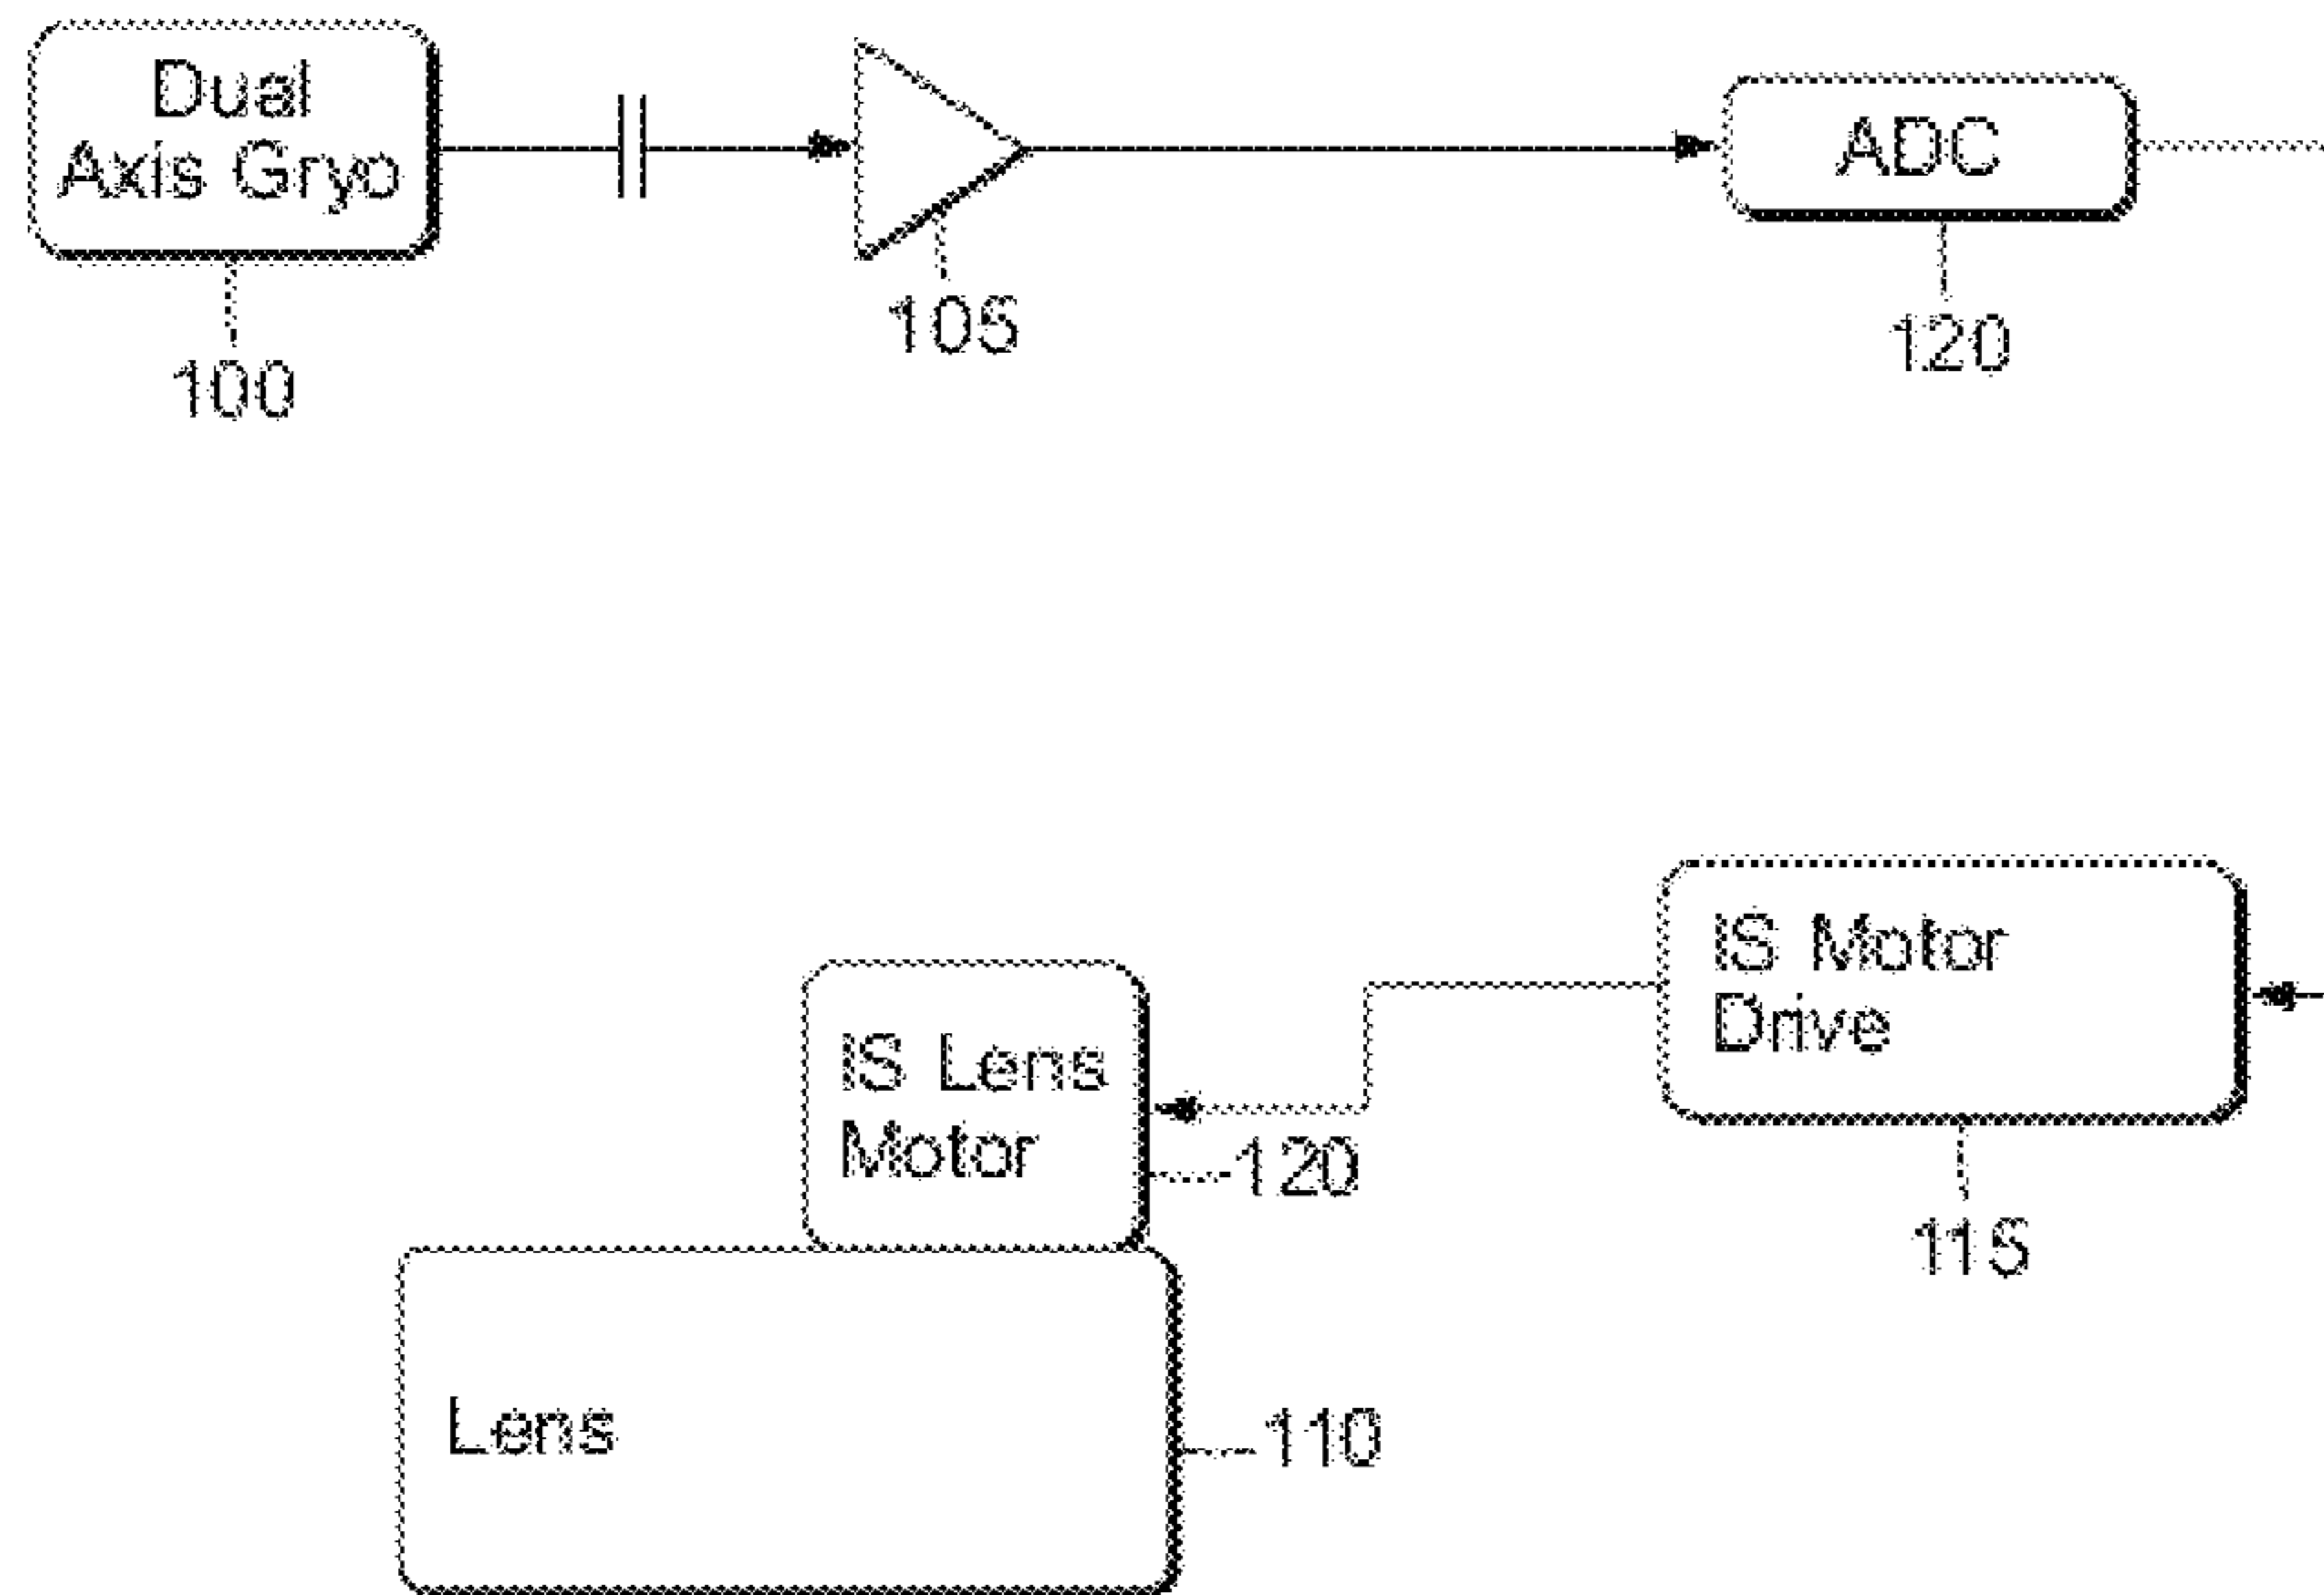 Dual
Axis Gryo
ADC
105
120
100
IS Motor
Drive
IS Lens
Motor
120
115
Lens
110